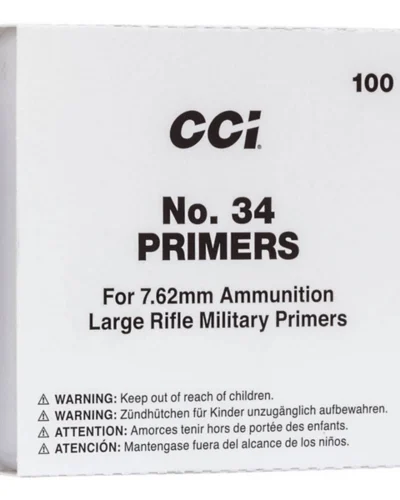 100
CCI
No. 34
PRIMERS
For 7.62mm Ammunition
Large Rifle Military Primers
⚠ WARNING: Keep out of reach of children.
⚠ WARNING: Zündhütchen für Kinder unzugänglich aufbewahren.
⚠ ATTENTION: Amorces tenir hors de portée des enfants.
⚠ ATENCIÓN: Mantengase fuera del alcance de los niños.